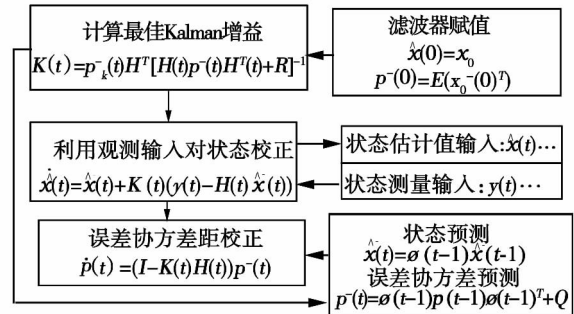 计算最佳Kalman增益
K(t)=p⁻ₖ(t)Hᵀ[H(t)p⁻(t)Hᵀ(t)+R]⁻¹
滤波器赋值
x̂(0)=x₀
p⁻(0)=E(x₀⁻(0)ᵀ)
利用观测输入对状态校正
ẋ̂(t)=x̂(t)+K(t)(y(t)-H(t)x̂⁻(t))
状态估计值输入:x̂(t)…
状态测量输入：y(t)…
误差协方差距校正
Ṗ(t)=(I-K(t)H(t))p⁻(t)
状态预测
x̂⁻(t)=ø(t-1)x̂⁻(t-1)
误差协方差预测
p⁻(t)=ø(t-1)p(t-1)ø(t-1)ᵀ+Q